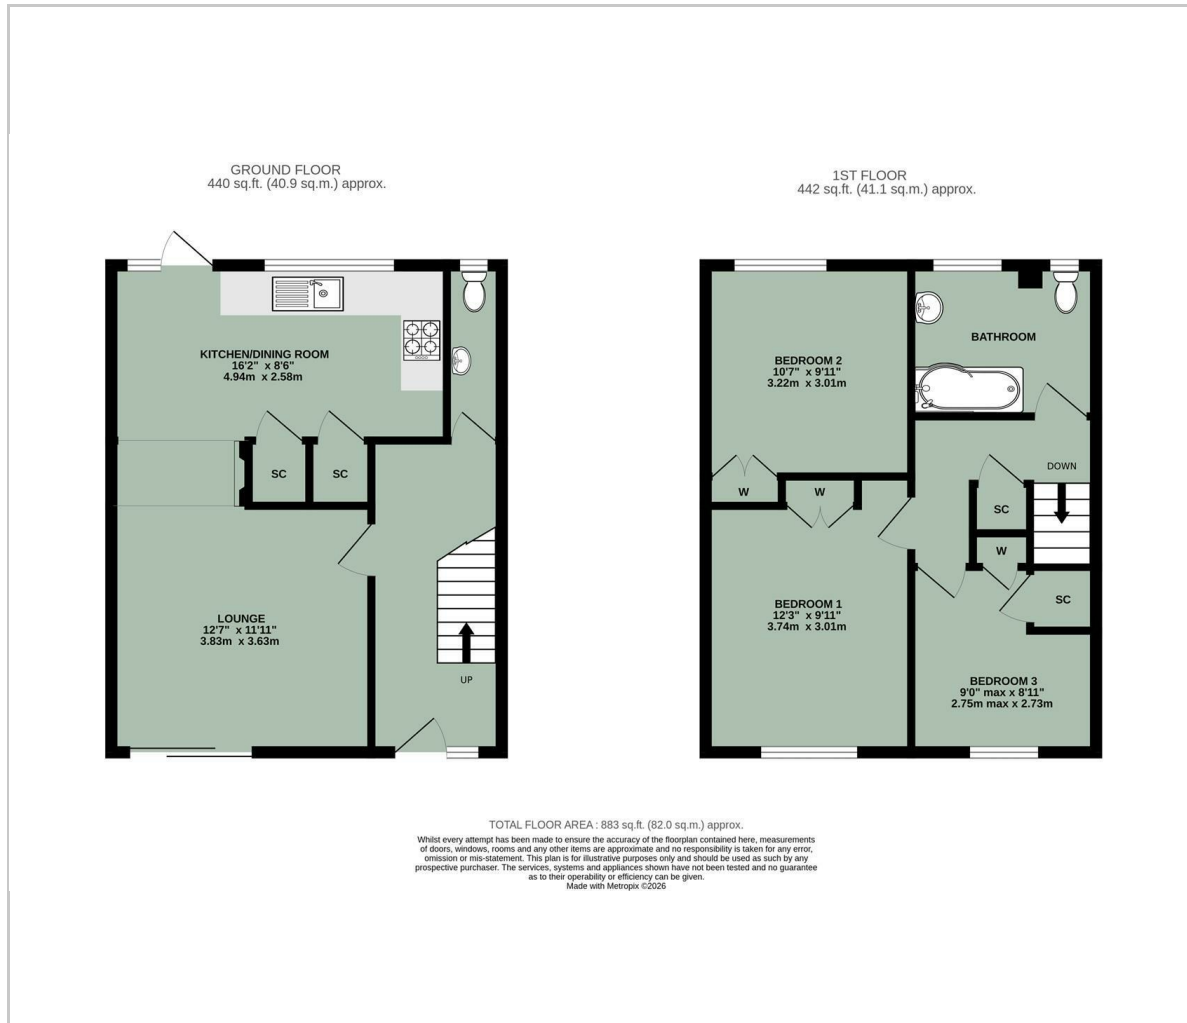 GROUND FLOOR
440 sq.ft. (40.9 sq.m.) approx.
1ST FLOOR
442 sq.ft. (41.1 sq.m.) approx.
KITCHEN/DINING ROOM
16'2" x 8'6"
4.94m x 2.58m
SC
SC
LOUNGE
12'7" x 11'11"
3.83m x 3.63m
UP
BEDROOM 2
10'7" x 9'11"
3.22m x 3.01m
BATHROOM
DOWN
W
W
SC
W
SC
BEDROOM 1
12'3" x 9'11"
3.74m x 3.01m
BEDROOM 3
9'0" max x 8'11"
2.75m max x 2.73m
TOTAL FLOOR AREA : 883 sq.ft. (82.0 sq.m.) approx.
Whilst every attempt has been made to ensure the accuracy of the floorplan contained here, measurements
of doors, windows, rooms and any other items are approximate and no responsibility is taken for any error,
omission or mis-statement. This plan is for illustrative purposes only and should be used as such by any
prospective purchaser. The services, systems and appliances shown have not been tested and no guarantee
as to their operability or efficiency can be given.
Made with Metropix ©2026